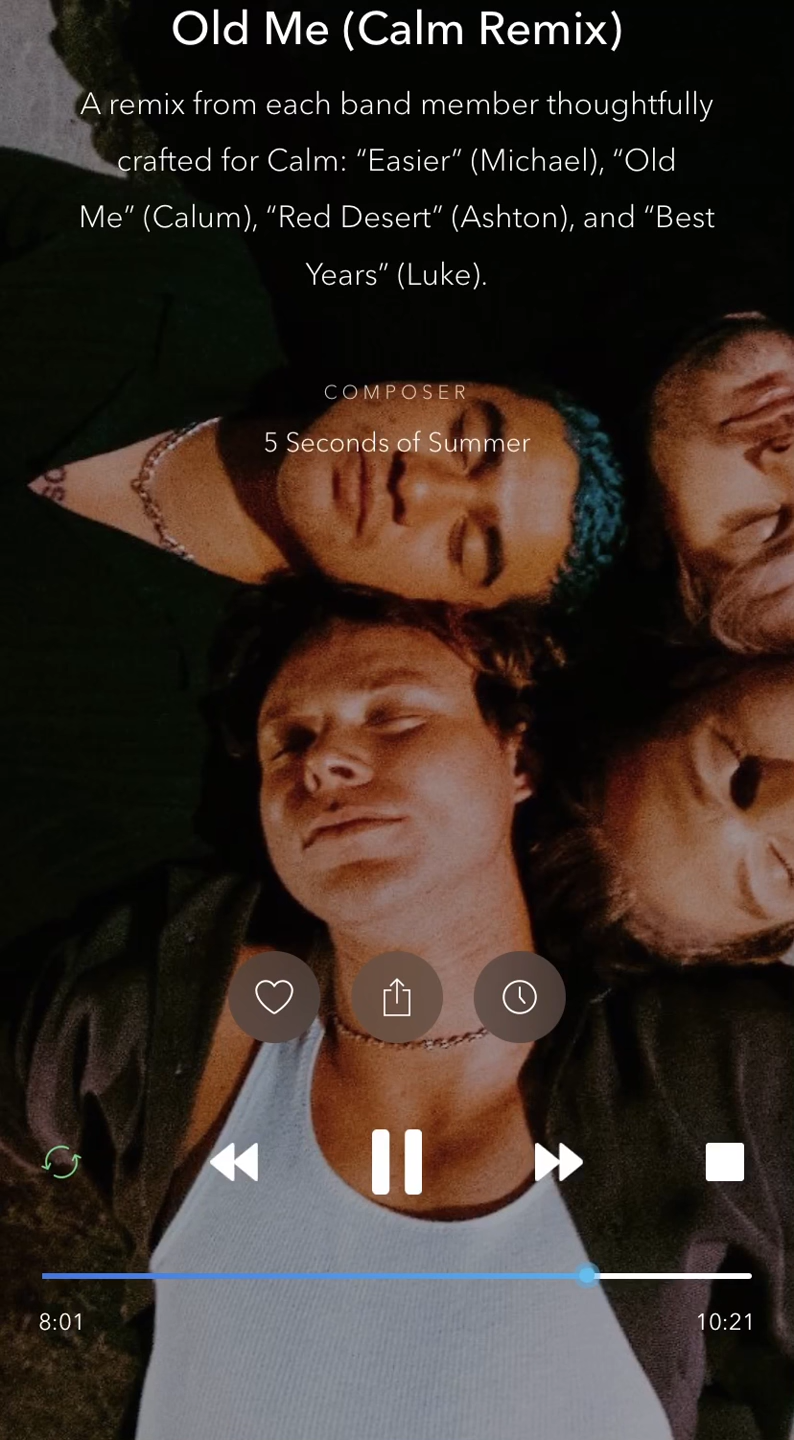 Old Me (Calm Remix)
A remix from each band member thoughtfully
crafted for Calm: “Easier” (Michael), “Old
Me” (Calum), “Red Desert” (Ashton), and “Best
Years” (Luke).
COMPOSER
5 Seconds of Summer
8:01
10:21